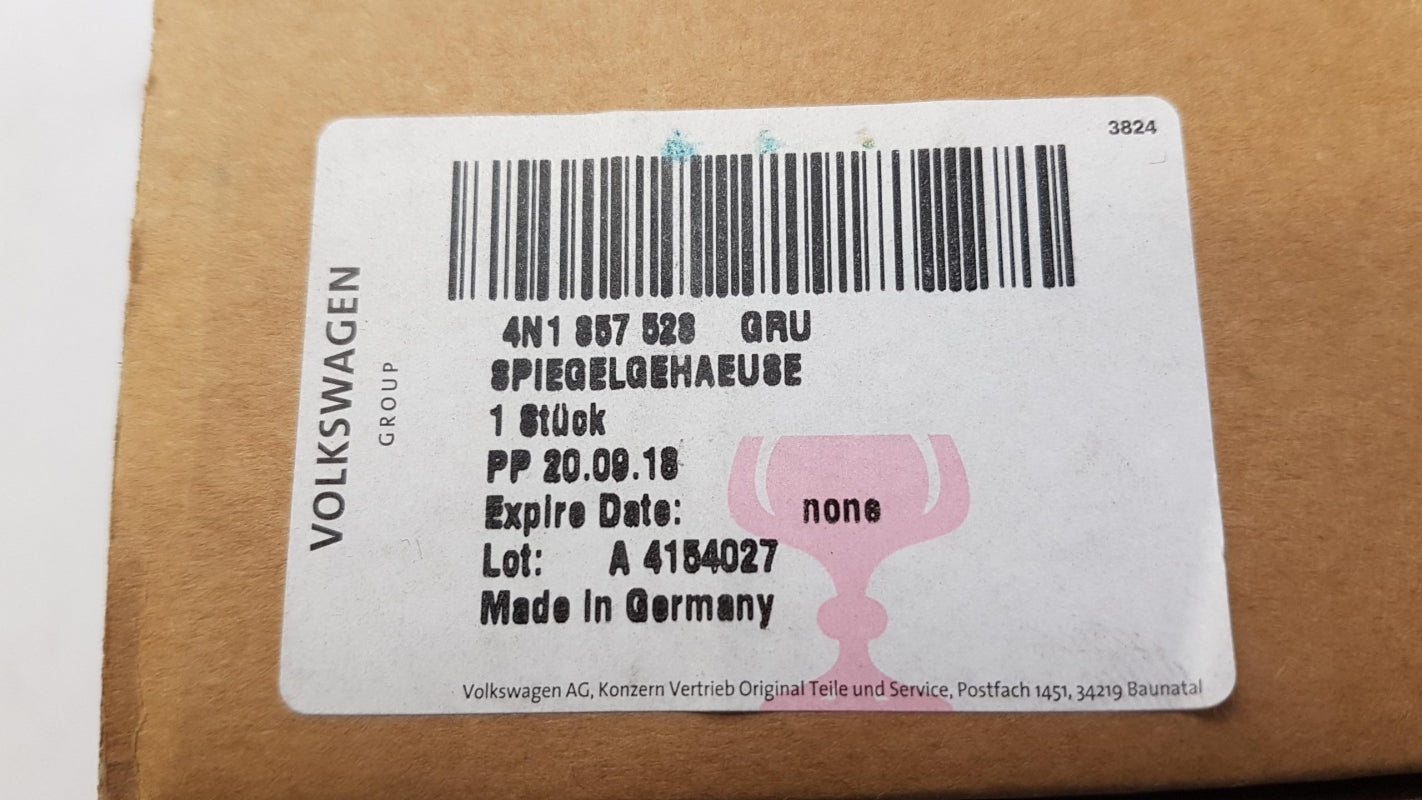 3824
VOLKSWAGEN
GROUP
4N1 857 528 GRU
SPIEGELGEHAEUSE
1 Stück
PP 20.09.18
Expire Date: none
Lot: A 4154027
Made in Germany
Volkswagen AG, Konzern Vertrieb Original Teile und Service, Postfach 1451, 34219 Baunatal